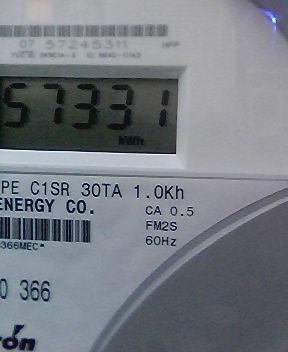 07 57245311
57331
kWh
PE C1SR 30TA 1.0Kh
ENERGY CO.
CA 0.5
FM2S
60Hz
366MEC*
0 366
rön